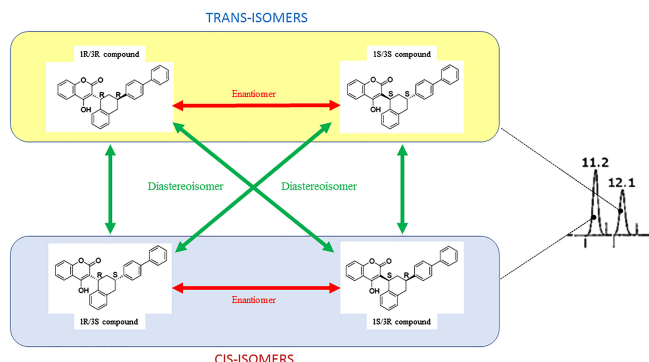 TRANS-ISOMERS
1R/3R compound
1S/3S compound
O
O
R
R
OH
Enantiomer
O
O
S
S
OH
11.2
12.1
Diastereoisomer
Diastereoisomer
O
O
R
S
OH
Enantiomer
O
O
S
R
OH
1R/3S compound
1S/3R compound
CIS-ISOMERS